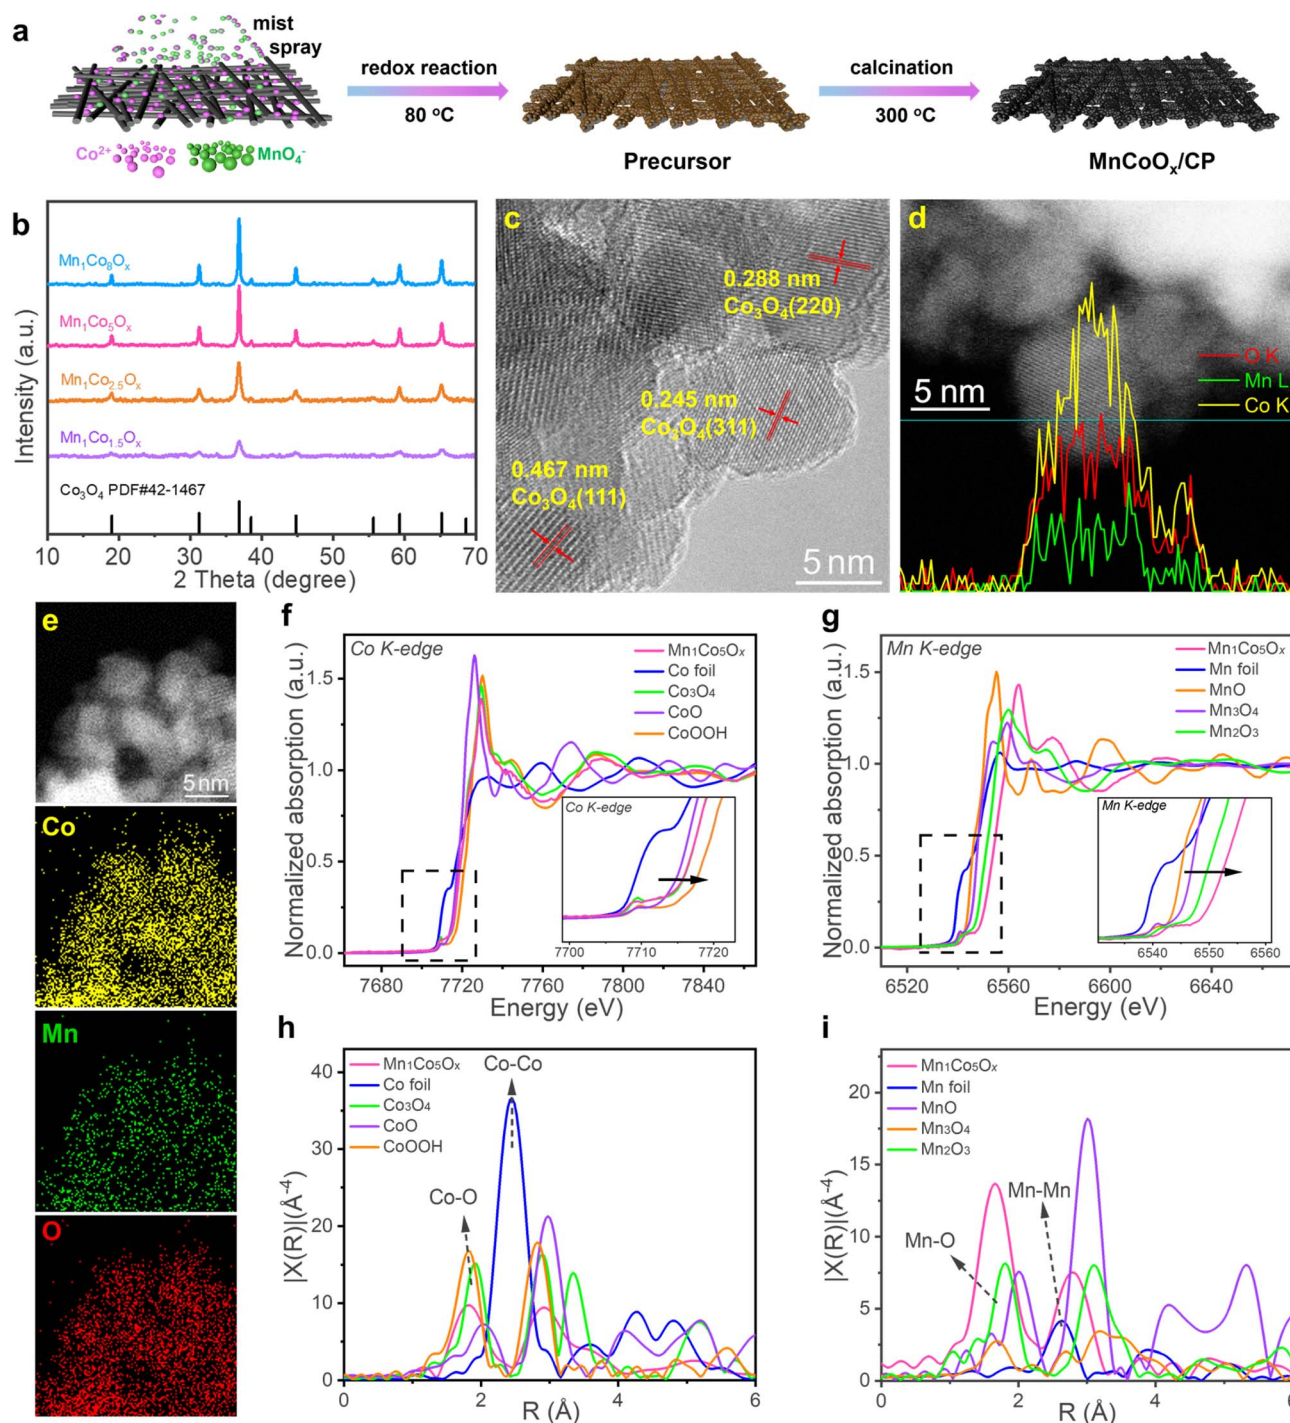 a
mist
spray
Co²⁺
MnO₄⁻
redox reaction
80 °C
Precursor
calcination
300 °C
MnCoOₓ/CP
b
Intensity (a.u.)
Mn₁Co₈Oₓ
Mn₁Co₅Oₓ
Mn₁Co₂.₅Oₓ
Mn₁Co₁.₅Oₓ
Co₃O₄ PDF#42-1467
10 20 30 40 50 60 70
2 Theta (degree)
c
0.288 nm
Co₃O₄(220)
0.245 nm
Co₃O₄(311)
0.467 nm
Co₃O₄(111)
5 nm
d
5 nm
O K
Mn L
Co K
e
5 nm
Co
Mn
O
f
Co K-edge
Normalized absorption (a.u.)
1.5
1.0
0.5
0.0
Mn₁Co₅Oₓ
Co foil
Co₃O₄
CoO
CoOOH
Co K-edge
7700 7710 7720
7680 7720 7760 7800 7840
Energy (eV)
g
Mn K-edge
Normalized absorption (a.u.)
1.5
1.0
0.5
0.0
Mn₁Co₅Oₓ
Mn foil
MnO
Mn₃O₄
Mn₂O₃
Mn K-edge
6540 6550 6560
6520 6560 6600 6640
Energy (eV)
h
|X(R)|(Å⁻⁴)
40
30
20
10
0
Mn₁Co₅Oₓ
Co foil
Co₃O₄
CoO
CoOOH
Co-Co
Co-O
0 2 4 6
R (Å)
i
|X(R)|(Å⁻⁴)
20
15
10
5
0
Mn₁Co₅Oₓ
Mn foil
MnO
Mn₃O₄
Mn₂O₃
Mn-Mn
Mn-O
0 2 4 6
R (Å)